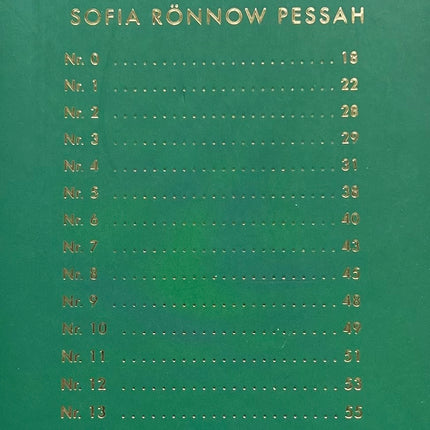 SOFIA RÖNNOW PESSAH
Nr. 0 ........................ 18
Nr. 1 ........................ 22
Nr. 2 ........................ 28
Nr. 3 ........................ 29
Nr. 4 ........................ 31
Nr. 5 ........................ 38
Nr. 6 ........................ 40
Nr. 7 ........................ 43
Nr. 8 ........................ 45
Nr. 9 ........................ 48
Nr. 10 ........................ 49
Nr. 11 ........................ 51
Nr. 12 ........................ 53
Nr. 13 ........................ 55